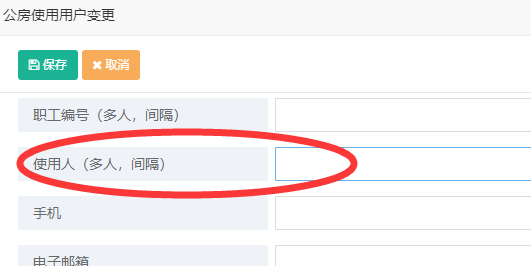 公房使用用户变更
保存 取消
职工编号（多人，间隔）
使用人（多人，间隔）
手机
电子邮箱